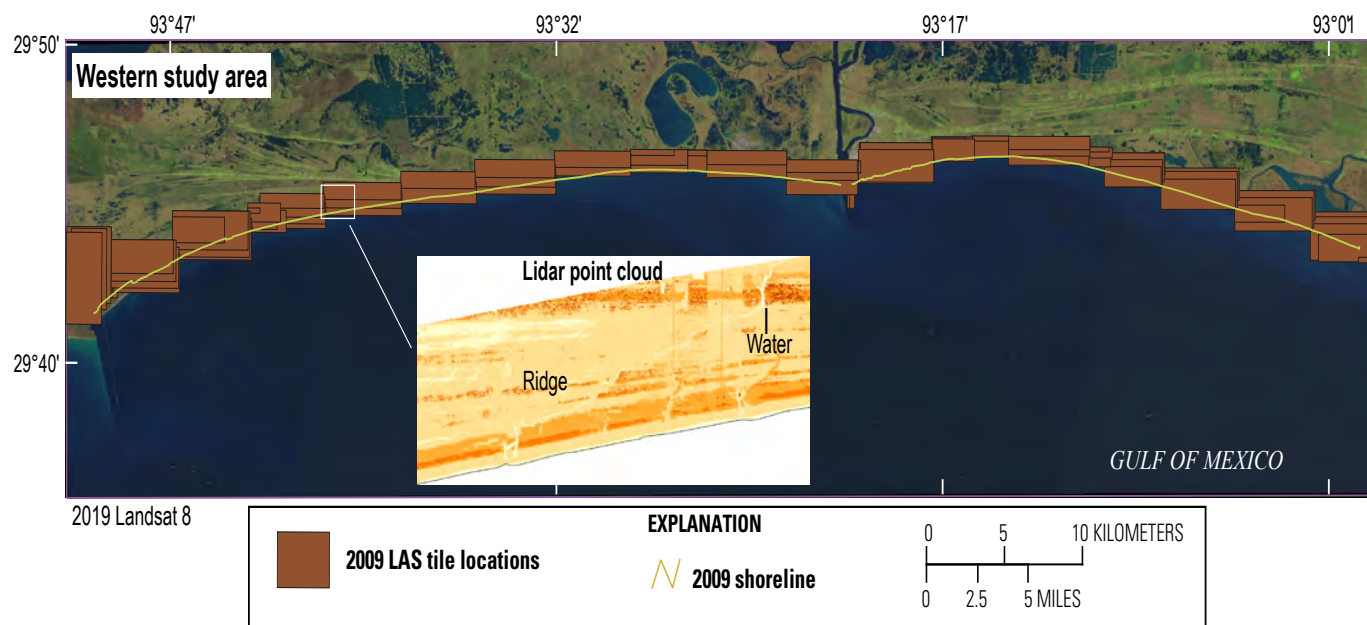 93°47' 93°32' 93°17' 93°01'
29°50'
Western study area
Lidar point cloud
Water
29°40'
Ridge
GULF OF MEXICO
2019 Landsat 8
EXPLANATION
2009 LAS tile locations
2009 shoreline
0 5 10 KILOMETERS
0 2.5 5 MILES